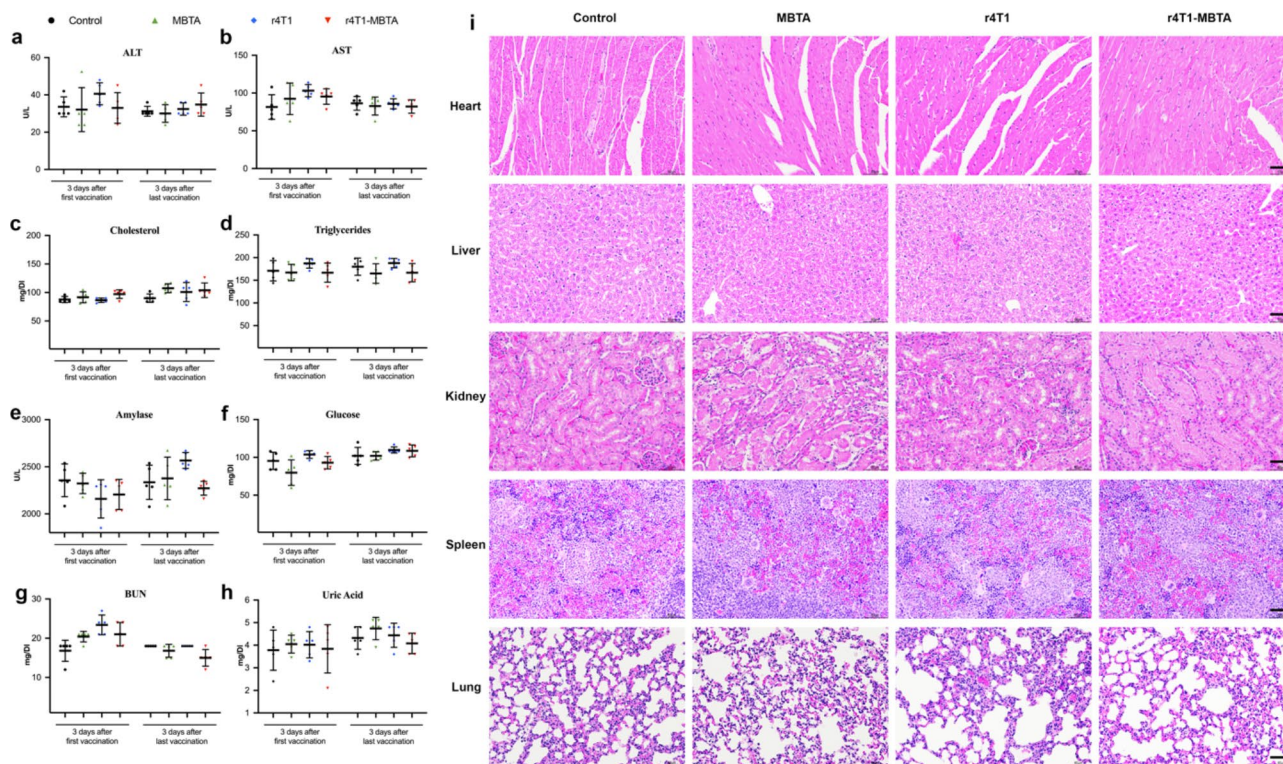 Control MBTA r4T1 r4T1-MBTA
a
ALT
60
40
20
0
U/L
3 days after
first vaccination
3 days after
last vaccination
b
AST
150
100
50
0
U/L
3 days after
first vaccination
3 days after
last vaccination
c
Cholesterol
200
150
100
50
mg/Dl
3 days after
first vaccination
3 days after
last vaccination
d
Triglycerides
250
200
150
100
50
mg/Dl
3 days after
first vaccination
3 days after
last vaccination
e
Amylase
3000
2500
2000
U/L
3 days after
first vaccination
3 days after
last vaccination
f
Glucose
150
100
50
mg/Dl
3 days after
first vaccination
3 days after
last vaccination
g
BUN
30
20
10
mg/Dl
3 days after
first vaccination
3 days after
last vaccination
h
Uric Acid
6
5
4
3
2
1
mg/Dl
3 days after
first vaccination
3 days after
last vaccination
i
Control MBTA r4T1 r4T1-MBTA
Heart
Liver
Kidney
Spleen
Lung